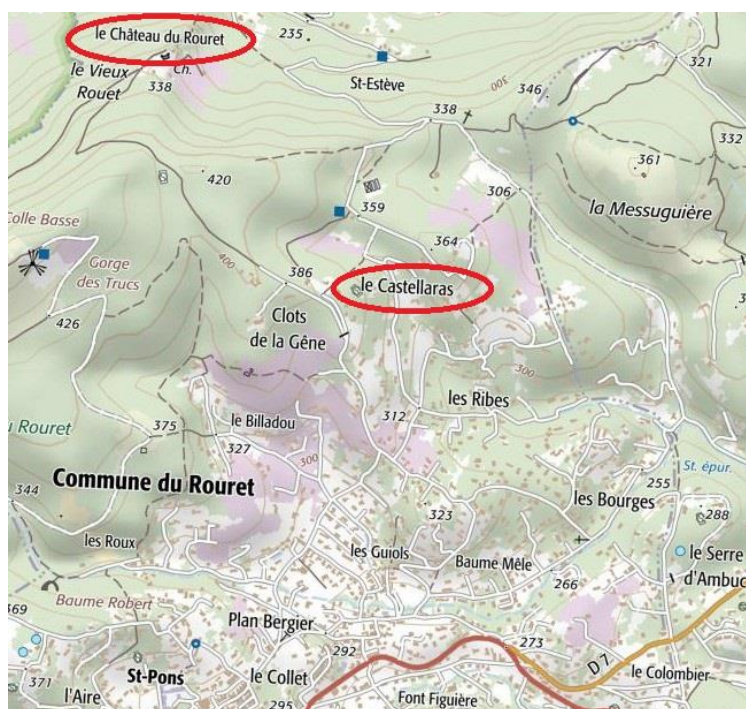 le Château du Rouret
235
321
le Vieux
Rouet
Ch.
338
St-Estève
300
346
338
332
361
420
306
la Messuguière
359
364
Colle Basse
Gorge
des Trucs
400
386
le Castellaras
426
Clots
de la Gêne
300
les Ribes
le Billadou
312
u Rouret
375
327
300
St. épur.
Commune du Rouret
255
344
les Bourges
288
323
les Roux
les Guiols
Baume Mêle
le Serre
d'Ambuc
266
Baume Robert
369
Plan Bergier
292
273
D 7
St-Pons
le Collet
le Colombier
371
l'Aire
295
Font Figuière